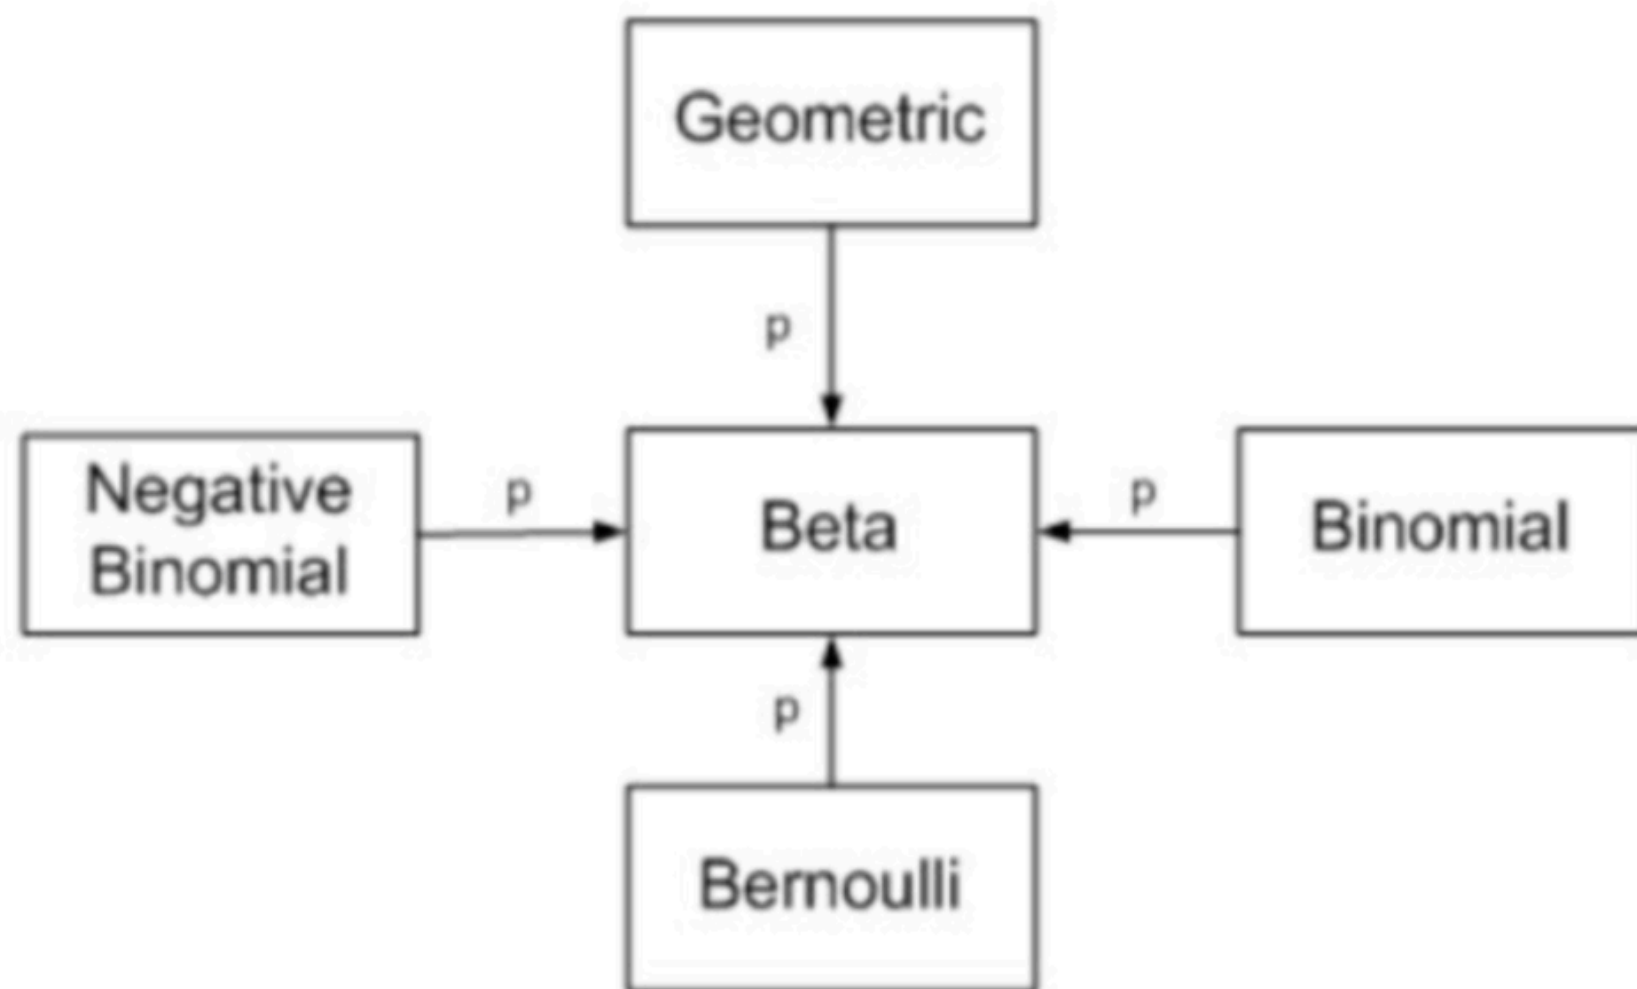 Geometric
p
Negative
Binomial
p
Beta
p
Binomial
p
Bernoulli